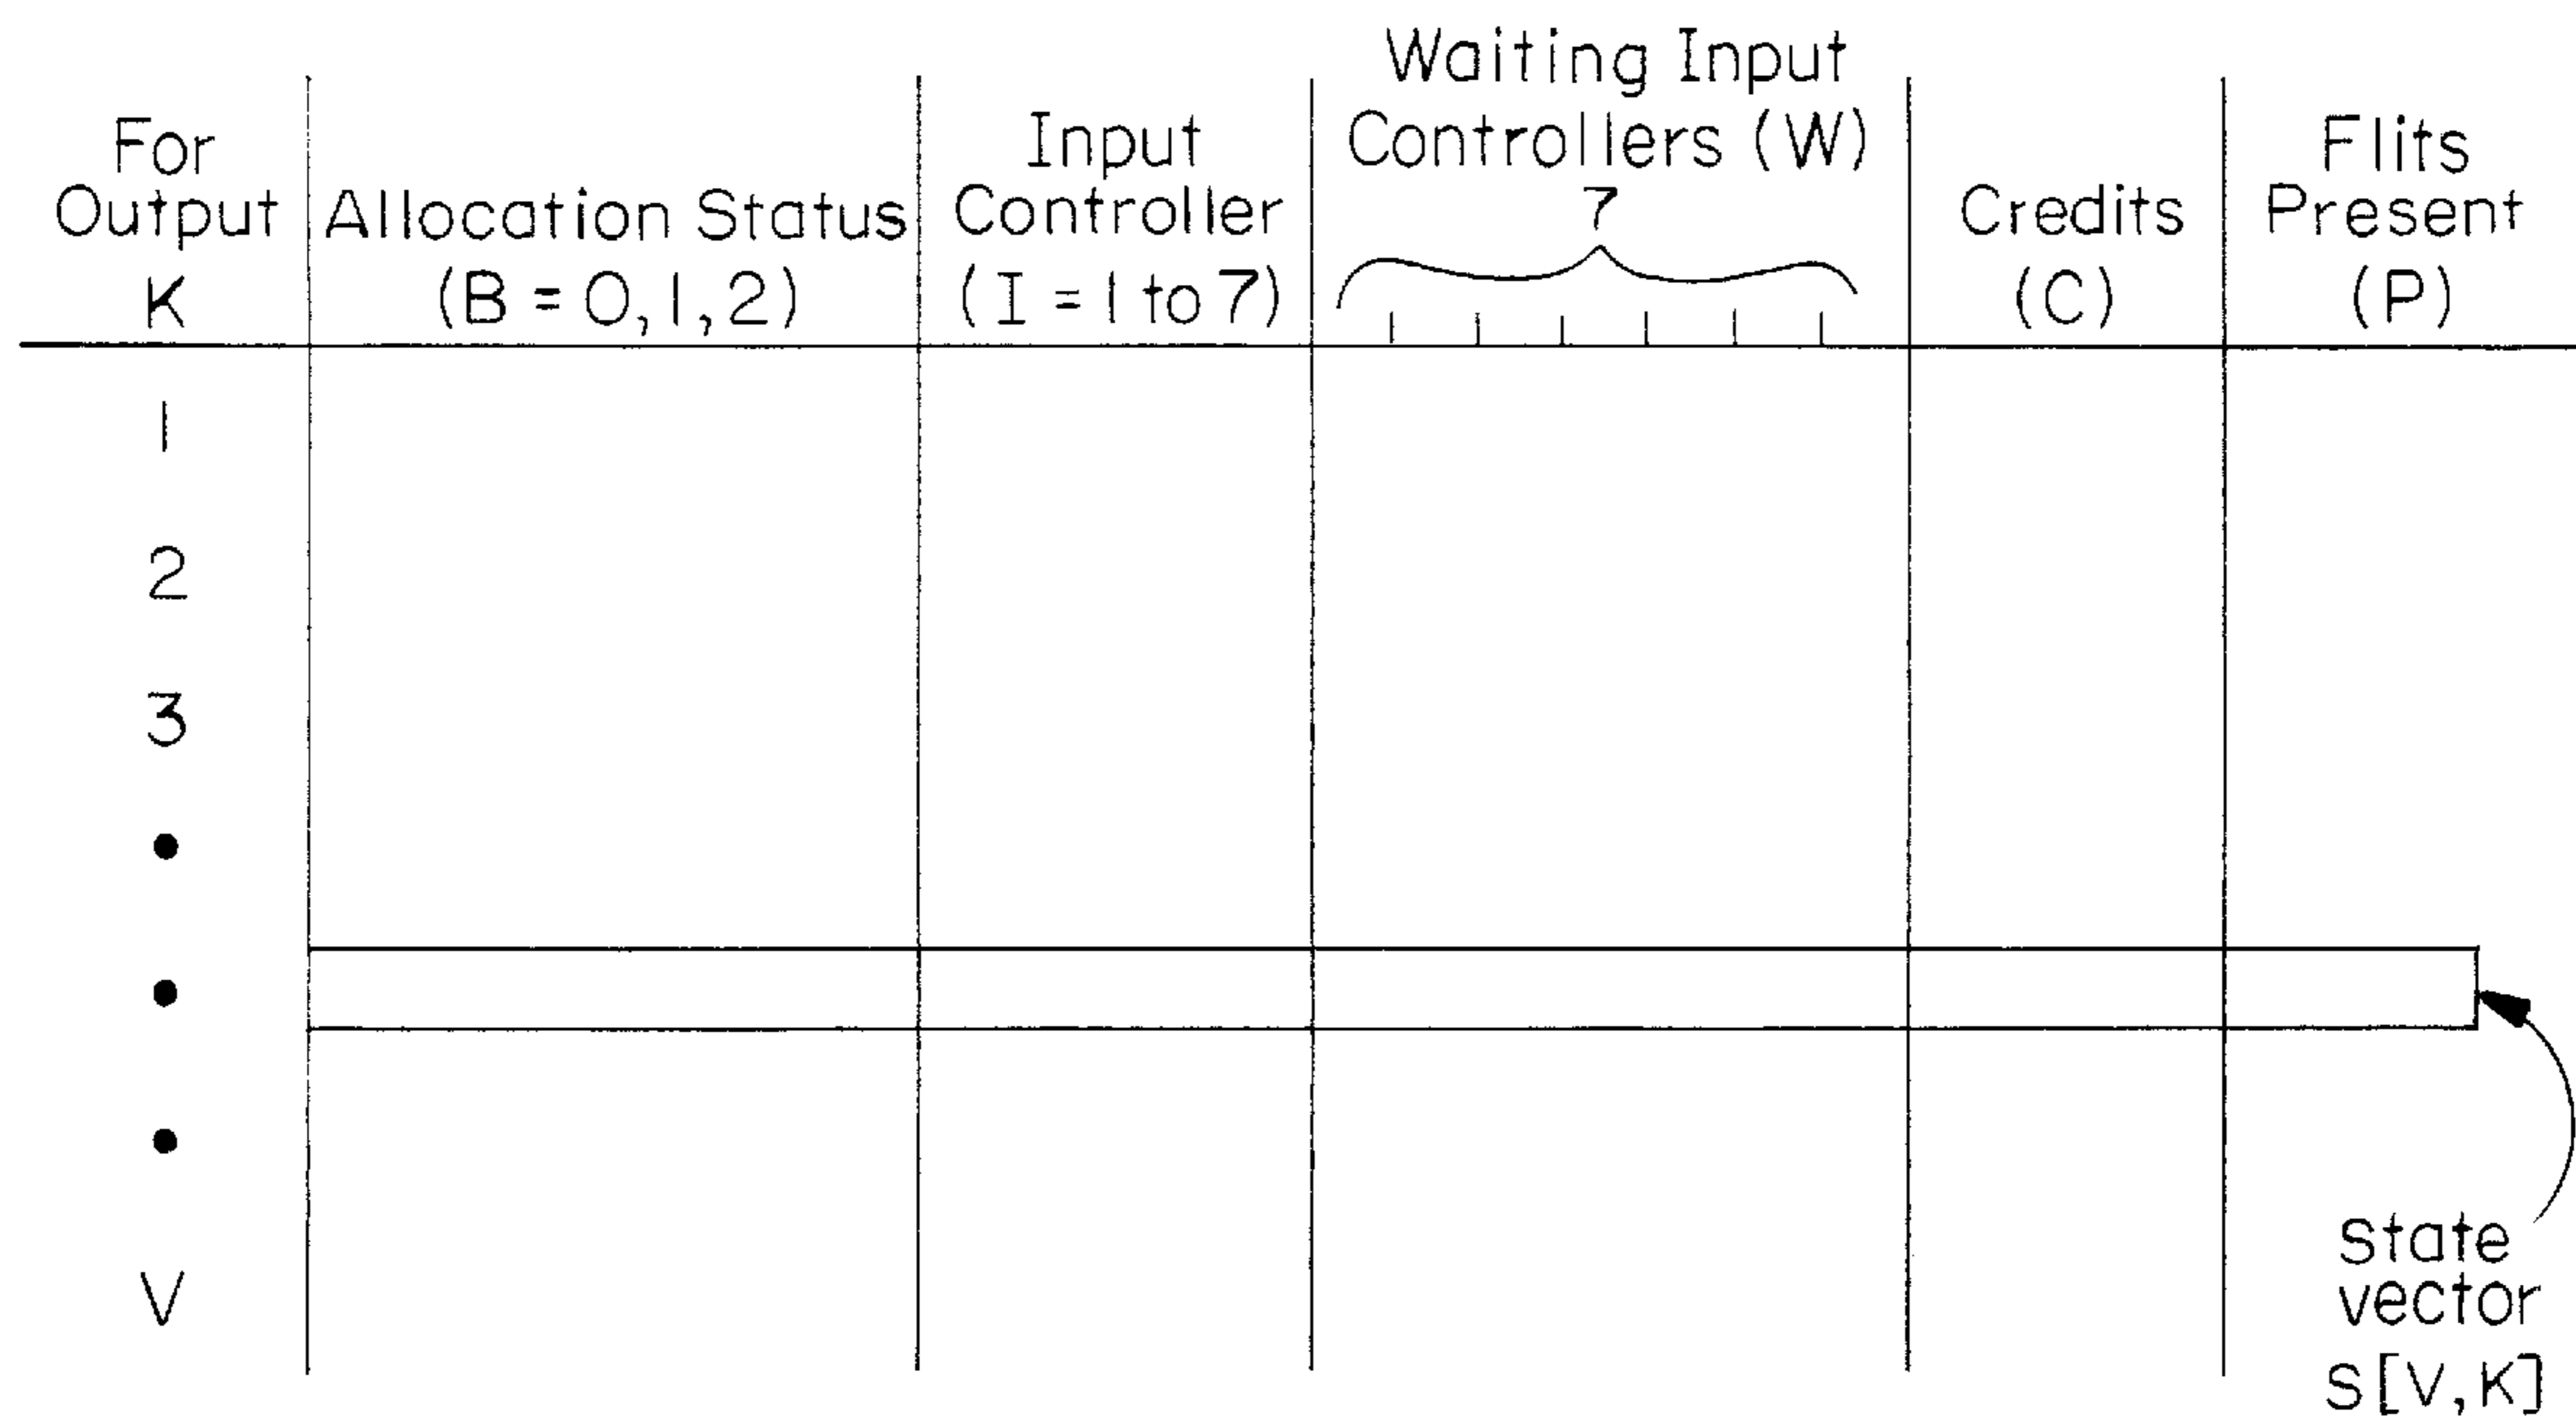 For
Output
K
Allocation Status
(B = 0, 1, 2)
Input
Controller
(I = 1 to 7)
Waiting Input
Controllers (W)
7
Credits
(C)
Flits
Present
(P)
1
2
3
V
State
vector
S[V,K]